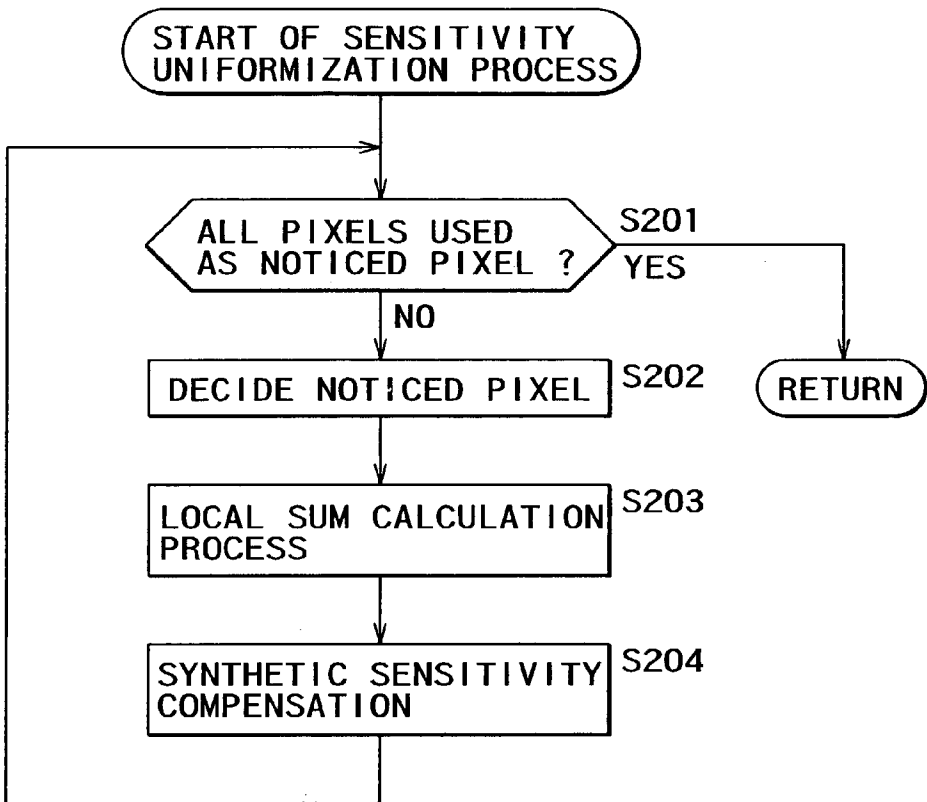 START OF SENSITIVITY
UNIFORMIZATION PROCESS
ALL PIXELS USED
AS NOTICED PIXEL ?
S201
YES
NO
DECIDE NOTICED PIXEL
S202
RETURN
LOCAL SUM CALCULATION
PROCESS
S203
SYNTHETIC SENSITIVITY
COMPENSATION
S204